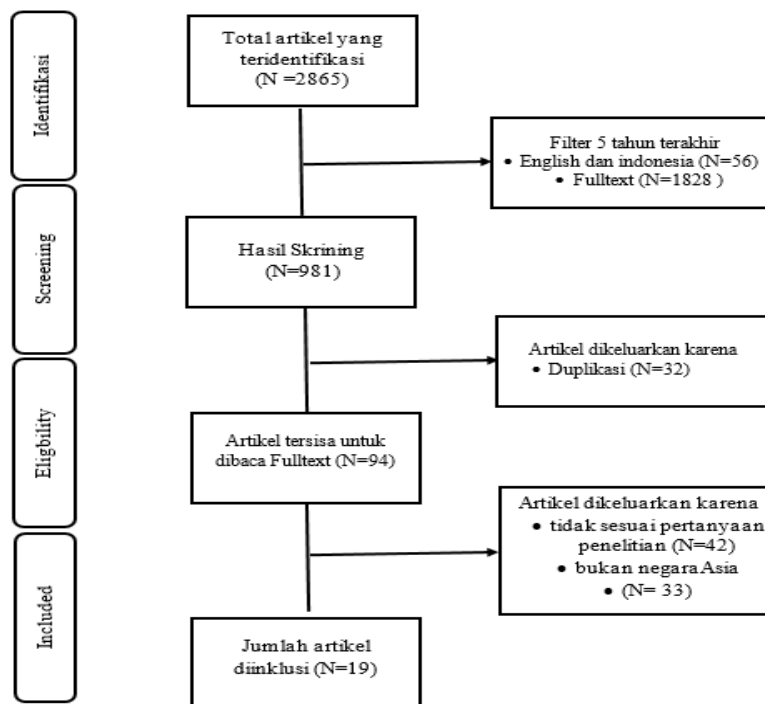 Identifikasi
Total artikel yang
teridentifikasi
(N =2865)
Filter 5 tahun terakhir
• English dan indonesia (N=56)
• Fulltext (N=1828 )
Screening
Hasil Skrining
(N=981)
Artikel dikeluarkan karena
• Duplikasi (N=32)
Eligbility
Artikel tersisa untuk
dibaca Fulltext (N=94)
Artikel dikeluarkan karena
• tidak sesuai pertanyaan
penelitian (N=42)
• bukan negara Asia
• (N= 33)
Included
Jumlah artikel
diinklusi (N=19)